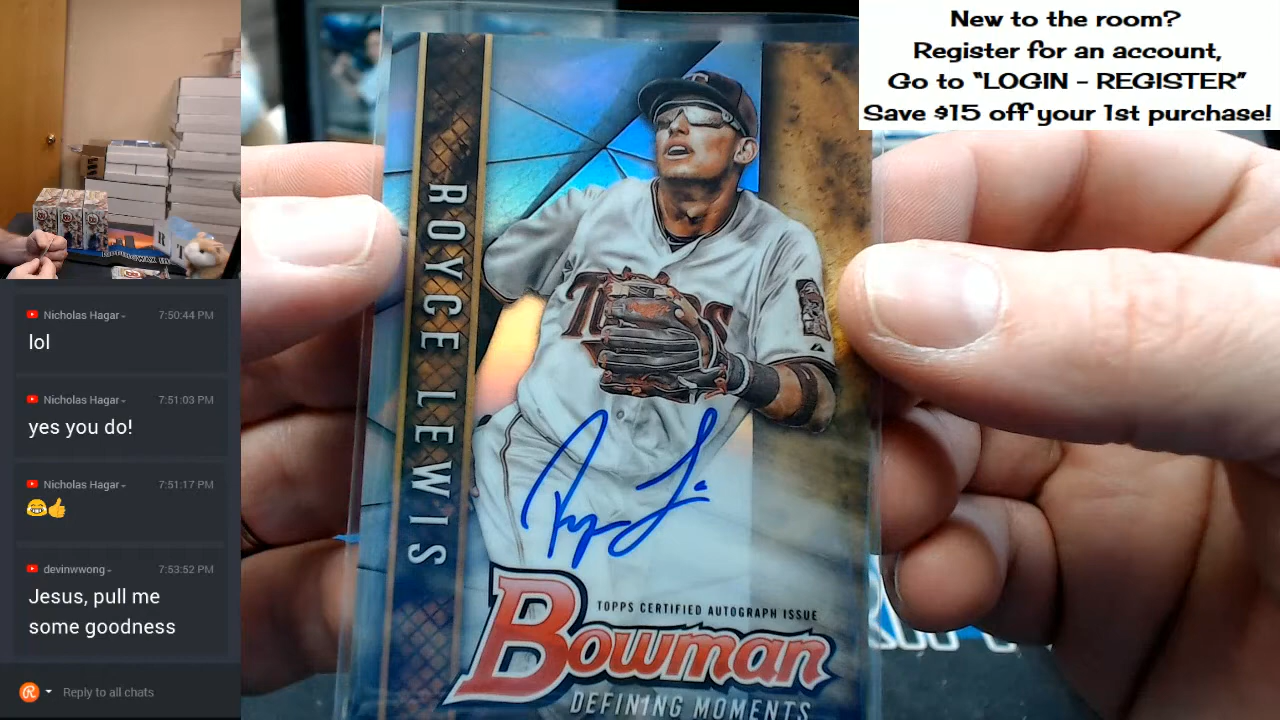 New to the room?
Register for an account,
Go to "LOGIN - REGISTER"
Save $15 off your 1st purchase!
Nicholas Hagar
7:50:44 PM
lol
Nicholas Hagar
7:51:03 PM
yes you do!
Nicholas Hagar
7:51:17 PM
😂👍
devinwwong
7:53:52 PM
Jesus, pull me
some goodness
Reply to all chats
ROYCE LEWIS
TOPPS CERTIFIED AUTOGRAPH ISSUE
Bowman
DEFINING MOMENTS